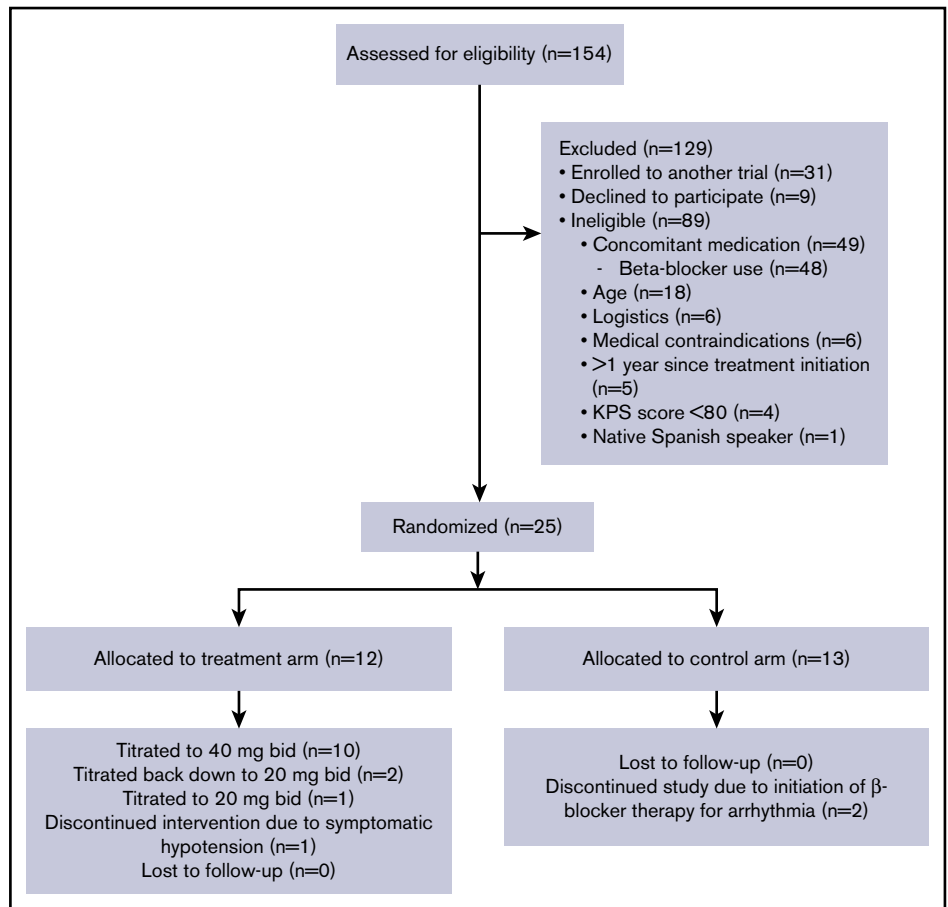 Assessed for eligibility (n=154)
Excluded (n=129)
• Enrolled to another trial (n=31)
• Declined to participate (n=9)
• Ineligible (n=89)
• Concomitant medication (n=49)
- Beta-blocker use (n=48)
• Age (n=18)
• Logistics (n=6)
• Medical contraindications (n=6)
• >1 year since treatment initiation
(n=5)
• KPS score <80 (n=4)
• Native Spanish speaker (n=1)
Randomized (n=25)
Allocated to treatment arm (n=12)
Allocated to control arm (n=13)
Titrated to 40 mg bid (n=10)
Titrated back down to 20 mg bid (n=2)
Titrated to 20 mg bid (n=1)
Discontinued intervention due to symptomatic
hypotension (n=1)
Lost to follow-up (n=0)
Lost to follow-up (n=0)
Discontinued study due to initiation of β-
blocker therapy for arrhythmia (n=2)